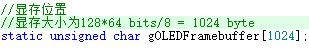 //显存位置
//显存大小为128*64 bits/8 = 1024 byte
static unsigned char gOLEDFramebuffer[1024];